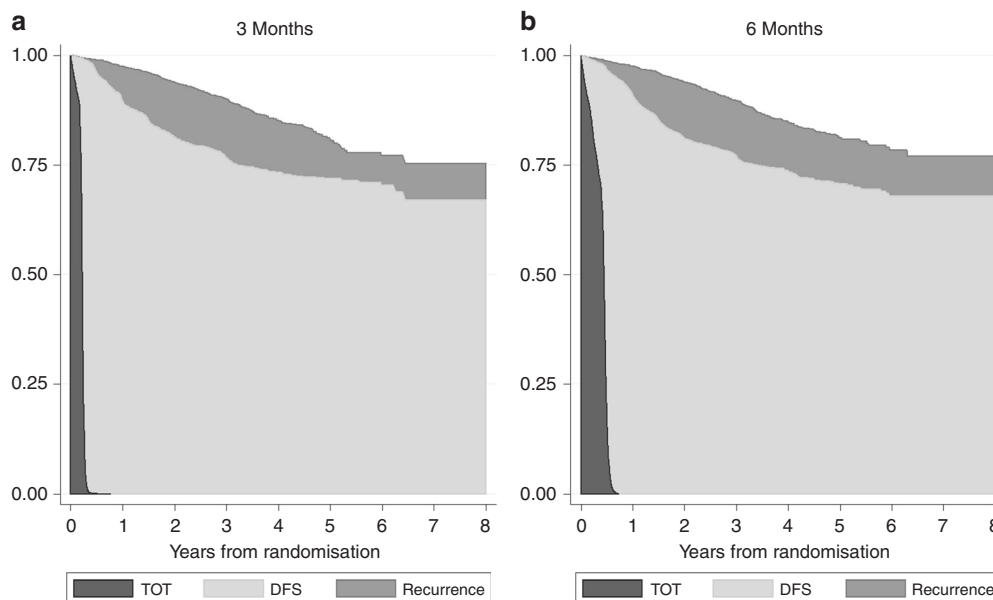 a
3 Months
1.00
0.75
0.50
0.25
0.00
0 1 2 3 4 5 6 7 8
Years from randomisation
TOT DFS Recurrence
b
6 Months
1.00
0.75
0.50
0.25
0.00
0 1 2 3 4 5 6 7 8
Years from randomisation
TOT DFS Recurrence